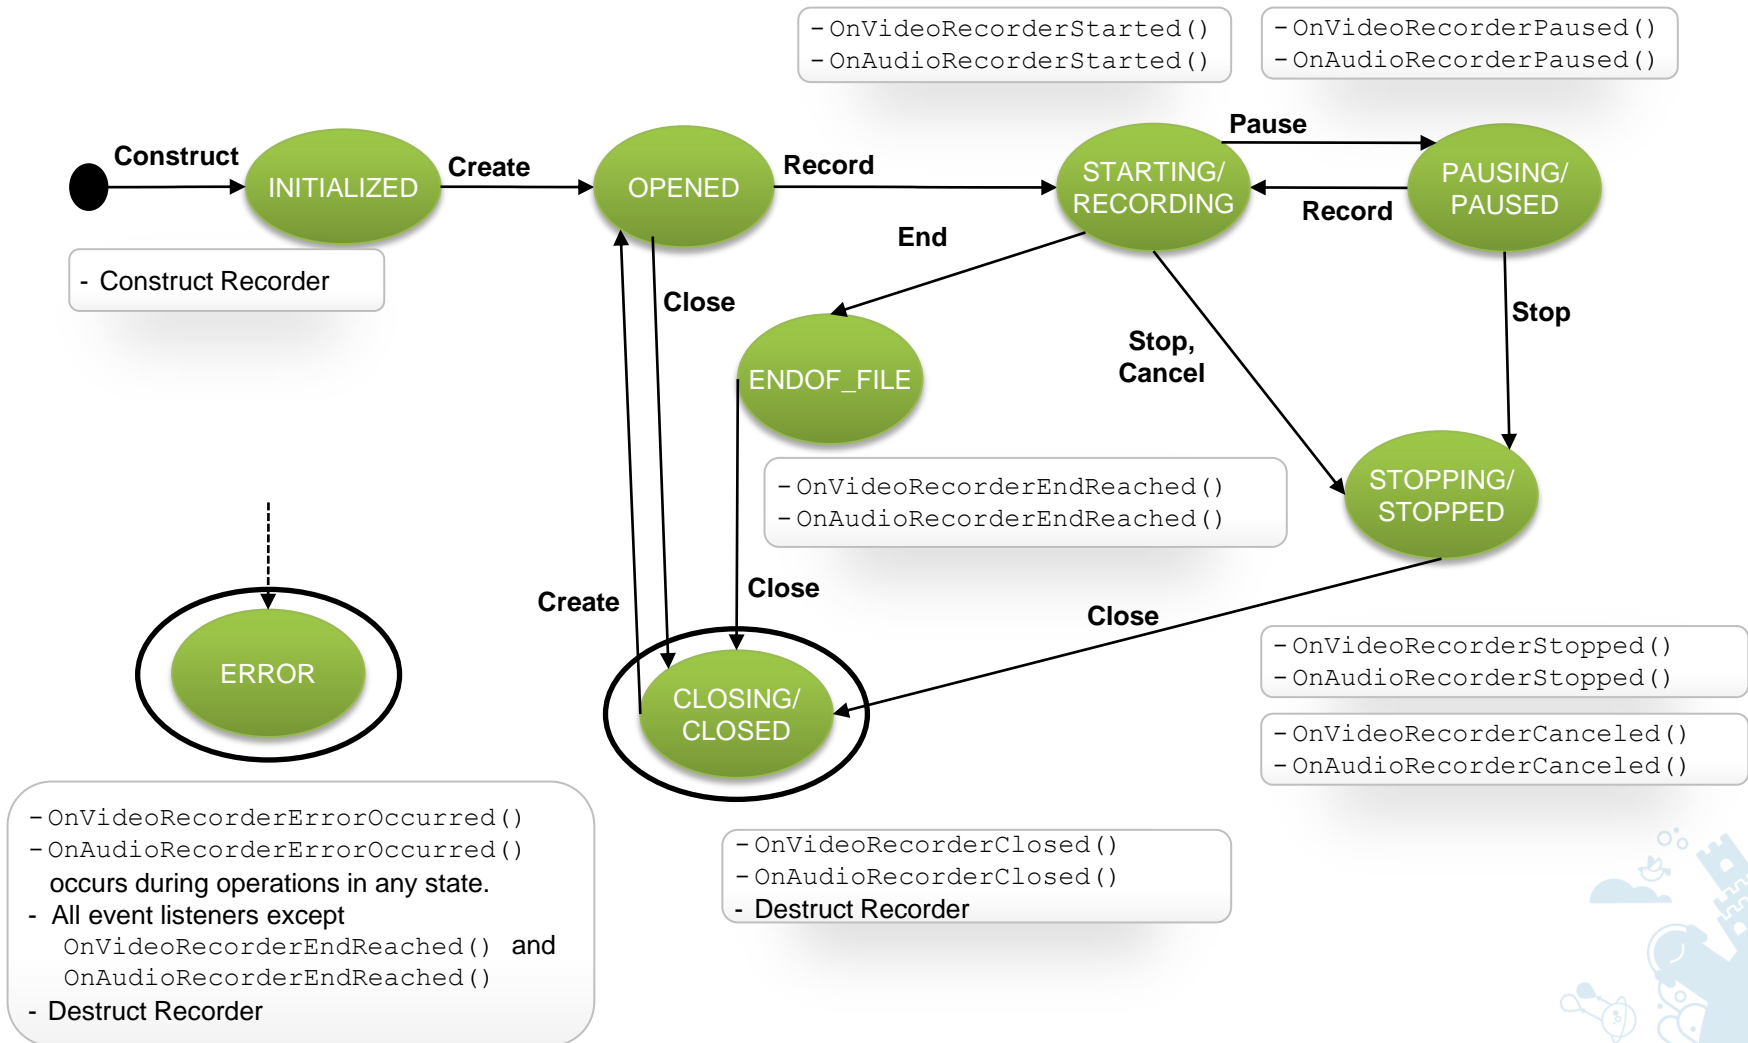 - OnVideoRecorderStarted()
- OnAudioRecorderStarted()
- OnVideoRecorderPaused()
- OnAudioRecorderPaused()
Construct
INITIALIZED
Create
OPENED
Record
STARTING/
RECORDING
Pause
Record
PAUSING/
PAUSED
- Construct Recorder
End
Close
Stop,
Cancel
Stop
ENDOF_FILE
- OnVideoRecorderEndReached()
- OnAudioRecorderEndReached()
STOPPING/
STOPPED
Create
Close
Close
ERROR
CLOSING/
CLOSED
- OnVideoRecorderStopped()
- OnAudioRecorderStopped()
- OnVideoRecorderCanceled()
- OnAudioRecorderCanceled()
- OnVideoRecorderErrorOccurred()
- OnAudioRecorderErrorOccurred()
occurs during operations in any state.
- All event listeners except
OnVideoRecorderEndReached() and
OnAudioRecorderEndReached()
- Destruct Recorder
- OnVideoRecorderClosed()
- OnAudioRecorderClosed()
- Destruct Recorder